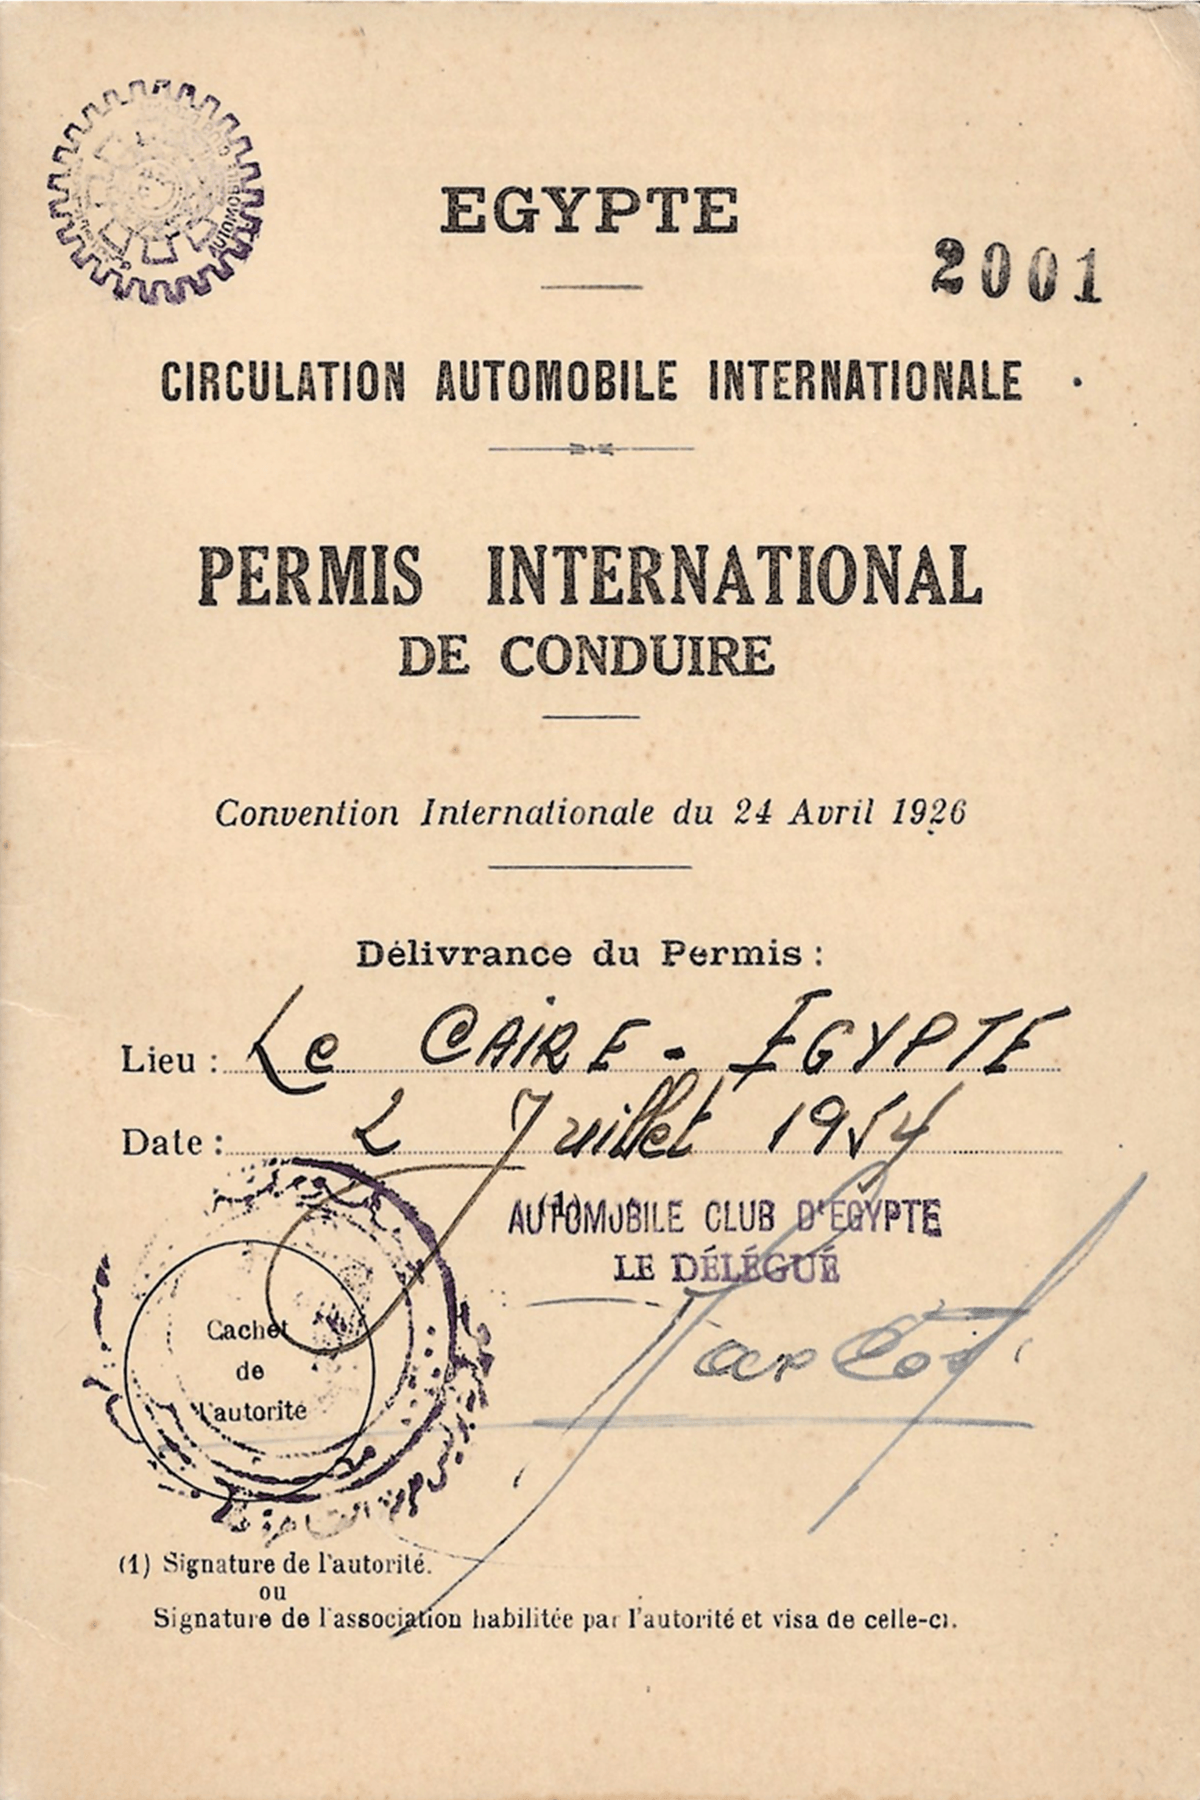 EGYPTE
2001
CIRCULATION AUTOMOBILE INTERNATIONALE
PERMIS INTERNATIONAL
DE CONDUIRE
Convention Internationale du 24 Avril 1926
Délivrance du Permis :
Lieu : Le CAIRE - EGYPTE
Date : 2 Juillet 1954
(1)
AUTOMOBILE CLUB D'EGYPTE
LE DÉLÉGUÉ
Cachet
de
l'autorité
(1) Signature de l'autorité.
ou
Signature de l'association habilitée par l'autorité et visa de celle-ci.